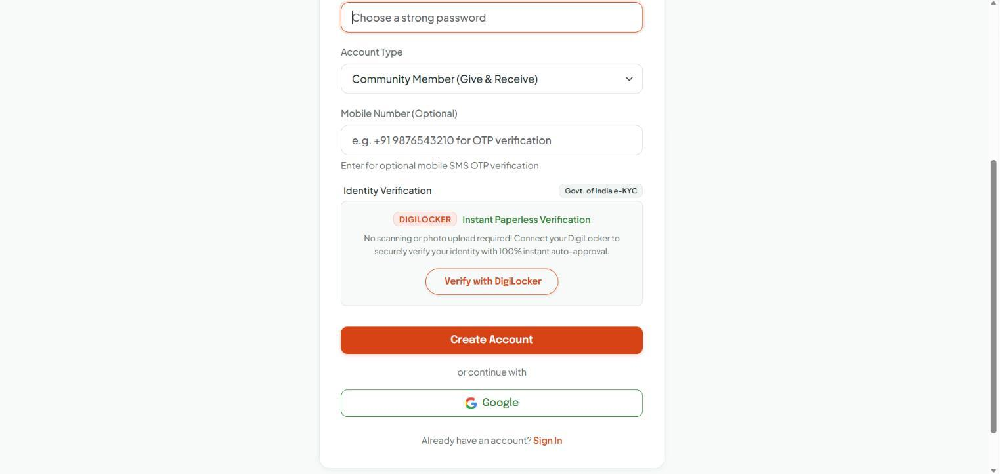 Choose a strong password
Account Type
Community Member (Give & Receive)
Mobile Number (Optional)
e.g. +91 9876543210 for OTP verification
Enter for optional mobile SMS OTP verification.
Identity Verification
Govt. of India e-KYC
DIGILOCKER Instant Paperless Verification
No scanning or photo upload required! Connect your DigiLocker to
securely verify your identity with 100% instant auto-approval.
Verify with DigiLocker
Create Account
or continue with
Google
Already have an account? Sign In